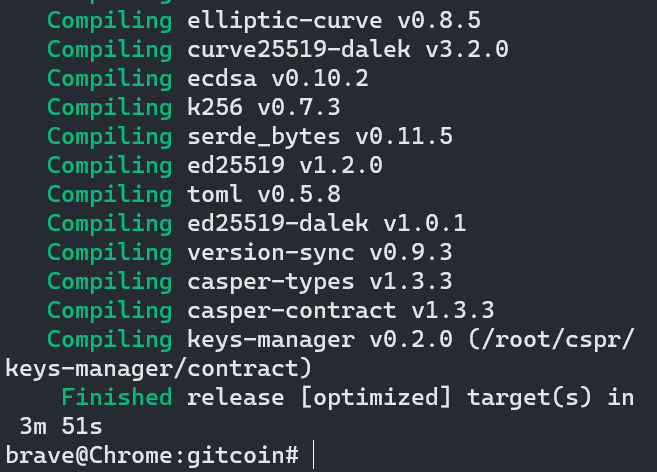 Compiling elliptic-curve v0.8.5
Compiling curve25519-dalek v3.2.0
Compiling ecdsa v0.10.2
Compiling k256 v0.7.3
Compiling serde_bytes v0.11.5
Compiling ed25519 v1.2.0
Compiling toml v0.5.8
Compiling ed25519-dalek v1.0.1
Compiling version-sync v0.9.3
Compiling casper-types v1.3.3
Compiling casper-contract v1.3.3
Compiling keys-manager v0.2.0 (/root/cspr/
keys-manager/contract)
Finished release [optimized] target(s) in
3m 51s
brave@Chrome:gitcoin#